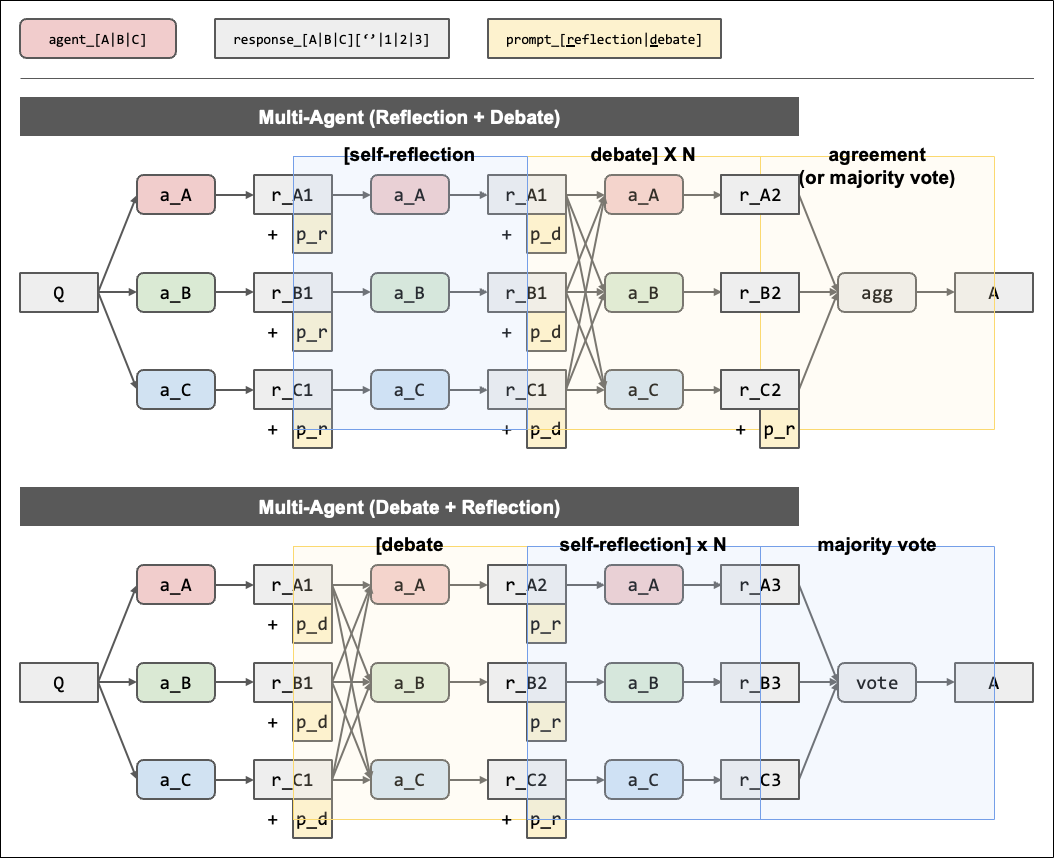 agent_[A|B|C]
response_[A|B|C][‘’|1|2|3]
prompt_[reflection|debate]
Multi-Agent (Reflection + Debate)
[self-reflection
debate] X N
agreement
(or majority vote)
a_A
r_A1
a_A
r_A1
a_A
r_A2
+
p_r
+
p_d
Q
a_B
r_B1
a_B
r_B1
a_B
r_B2
agg
A
+
p_r
+
p_d
a_C
r_C1
a_C
r_C1
a_C
r_C2
+
p_r
+
p_d
+
p_r
Multi-Agent (Debate + Reflection)
[debate
self-reflection] x N
majority vote
a_A
r_A1
a_A
r_A2
a_A
r_A3
+
p_d
p_r
Q
a_B
r_B1
a_B
r_B2
a_B
r_B3
vote
A
+
p_d
p_r
a_C
r_C1
a_C
r_C2
a_C
r_C3
+
p_d
+
p_r